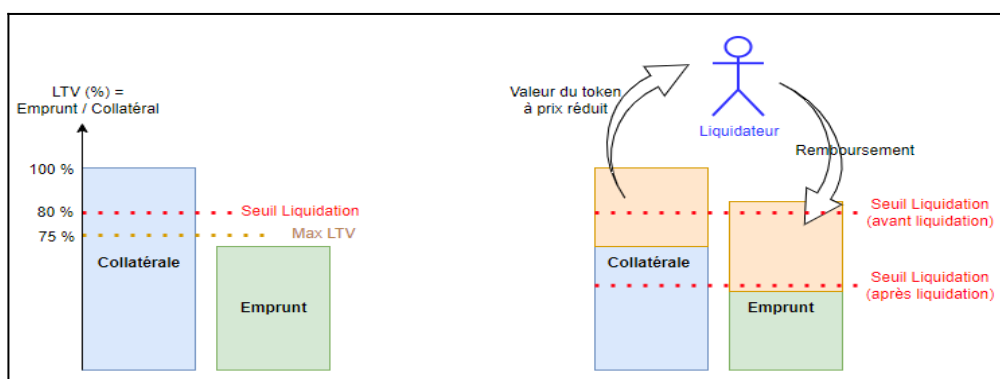 LTV (%) =
Emprunt / Collatéral
100 %
80 %
75 %
Seuil Liquidation
Max LTV
Collatérale
Emprunt
Valeur du token
à prix réduit
Liquidateur
Remboursement
Seuil Liquidation
(avant liquidation)
Collatérale
Seuil Liquidation
(après liquidation)
Emprunt